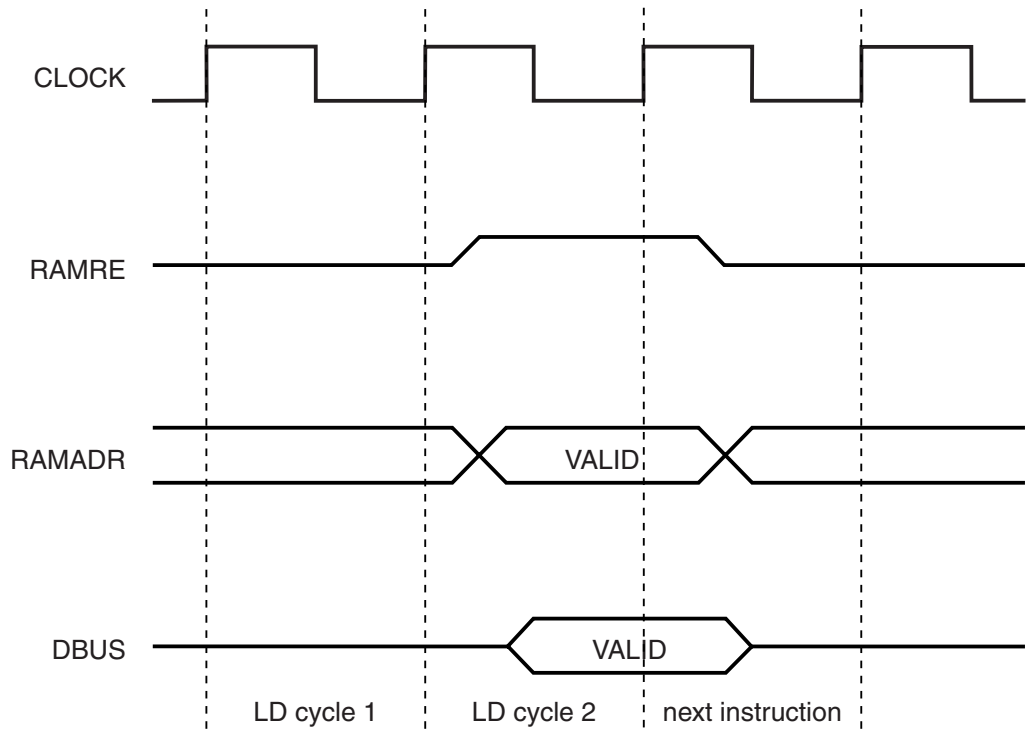 CLOCK
RAMRE
RAMADR
VALID
DBUS
VALID
LD cycle 1
LD cycle 2
next instruction